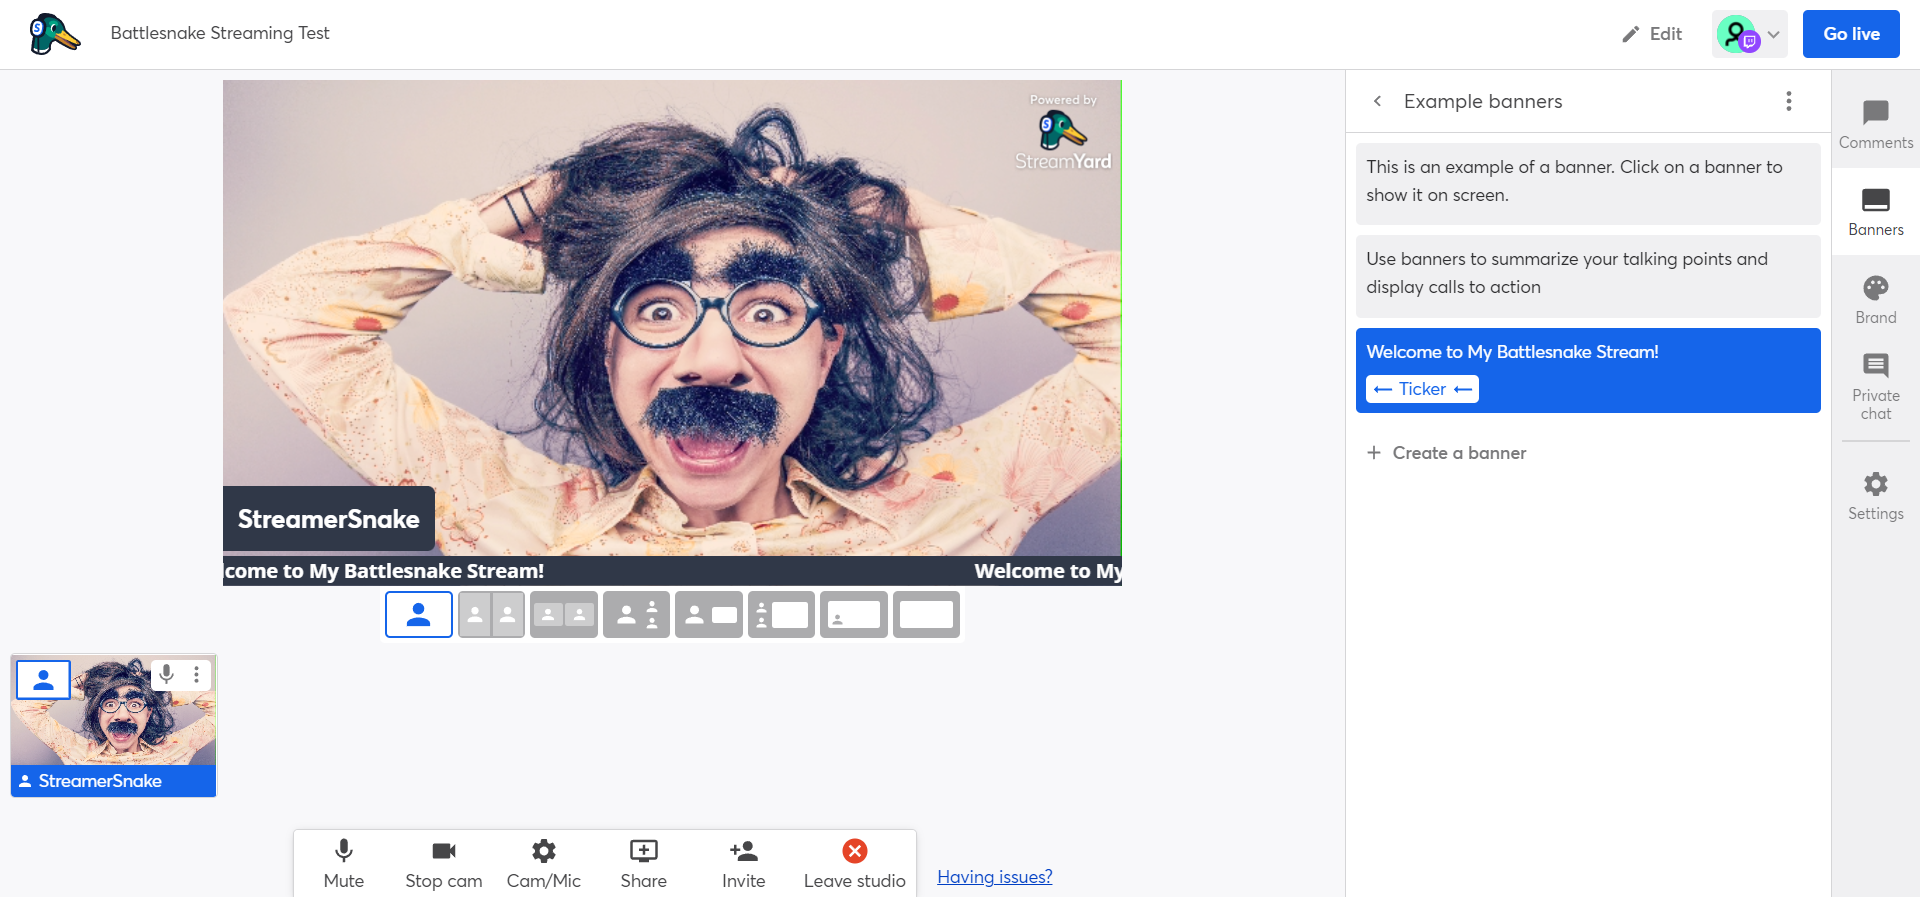 Battlesnake Streaming Test
Edit
Go live
Powered by
StreamYard
StreamerSnake
lcome to My Battlesnake Stream!
Welcome to My
StreamerSnake
Mute
Stop cam
Cam/Mic
Share
Invite
Leave studio
Having issues?
Example banners
This is an example of a banner. Click on a banner to
show it on screen.
Use banners to summarize your talking points and
display calls to action
Welcome to My Battlesnake Stream!
← Ticker ←
+ Create a banner
Comments
Banners
Brand
Private
chat
Settings